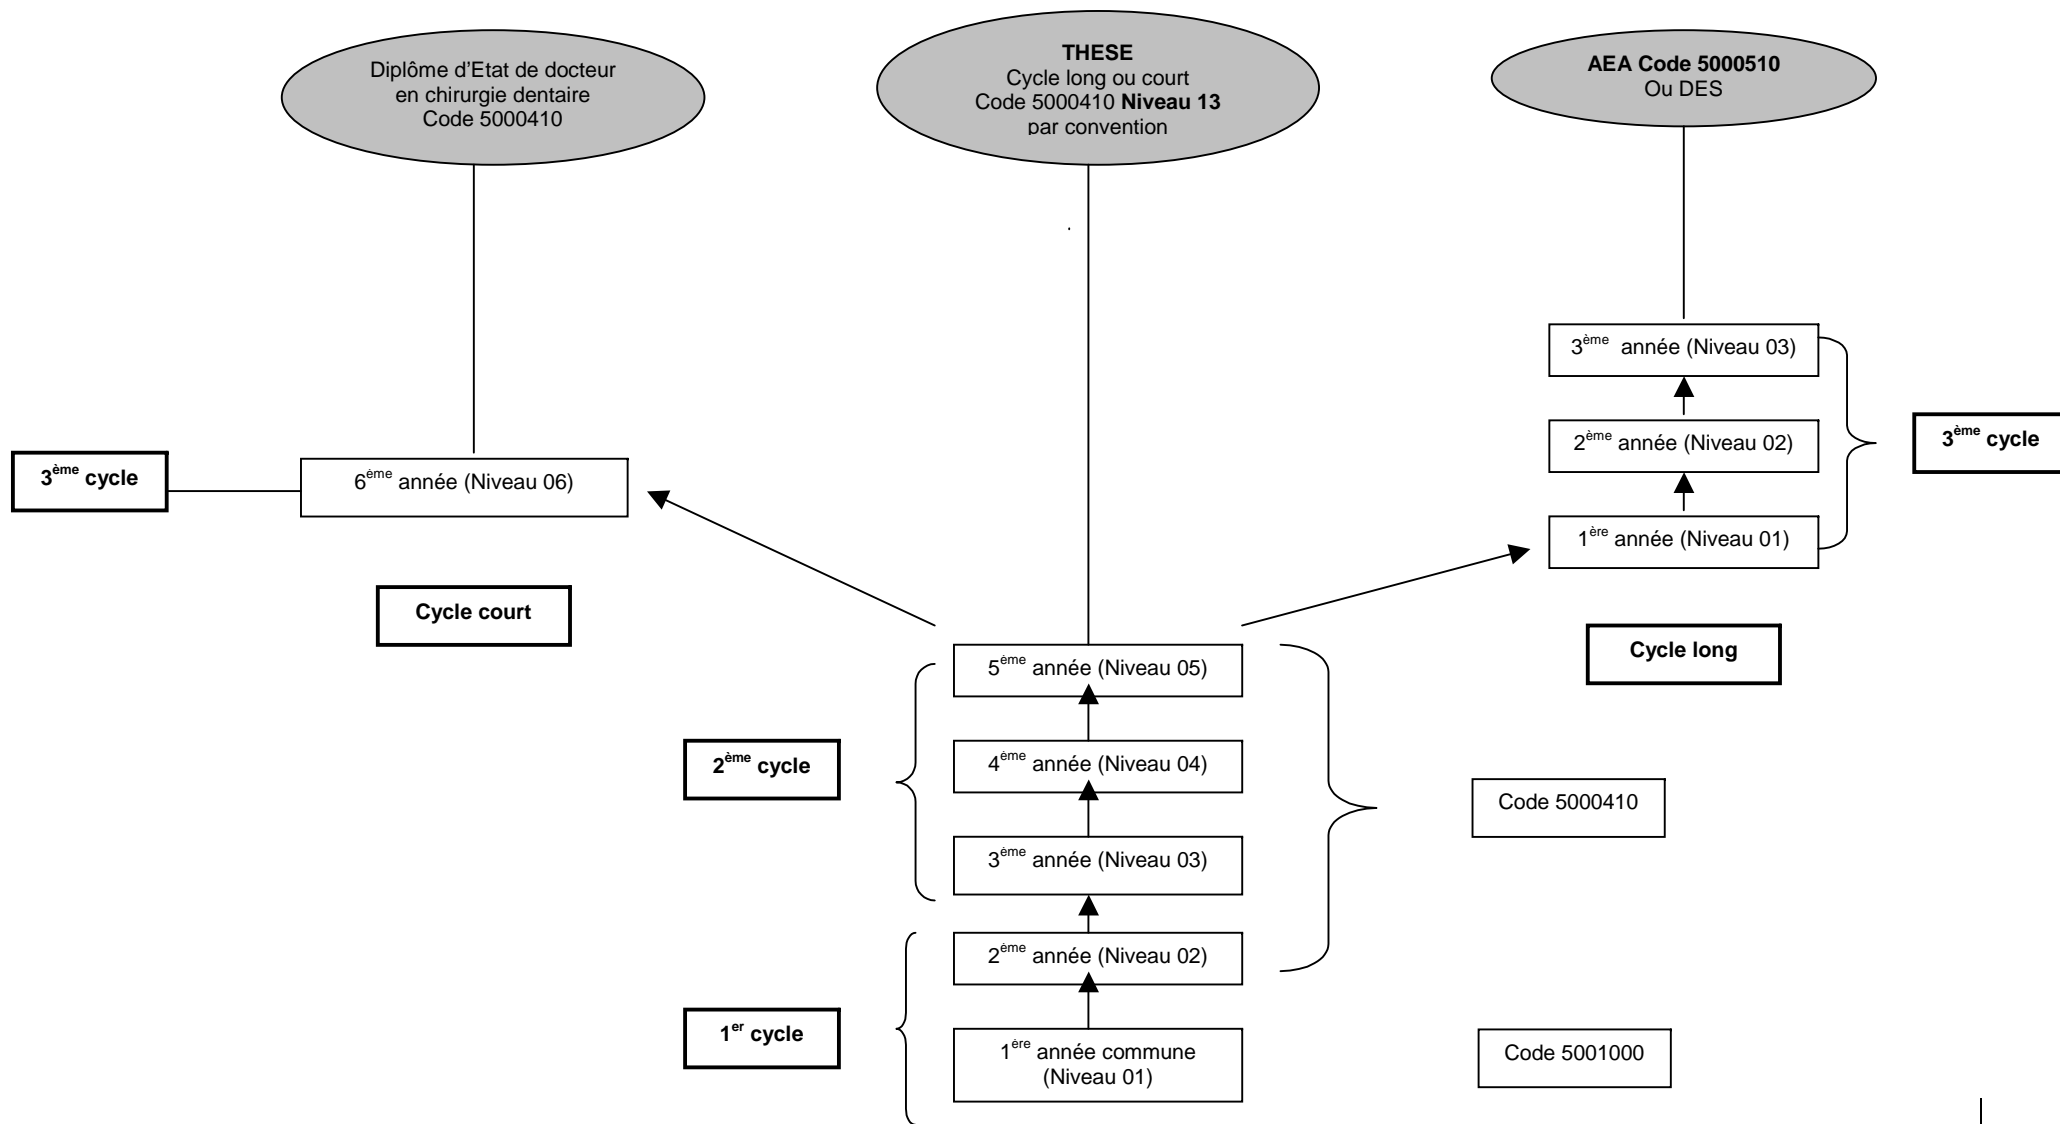 Diplôme d'Etat de docteur
en chirurgie dentaire
Code 5000410
THESE
Cycle long ou court
Code 5000410 Niveau 13
par convention
AEA Code 5000510
Ou DES
3ème année (Niveau 03)
2ème année (Niveau 02)
3ème cycle
1ère année (Niveau 01)
3ème cycle
6ème année (Niveau 06)
Cycle court
Cycle long
5ème année (Niveau 05)
2ème cycle
4ème année (Niveau 04)
Code 5000410
3ème année (Niveau 03)
2ème année (Niveau 02)
1er cycle
1ère année commune
(Niveau 01)
Code 5001000